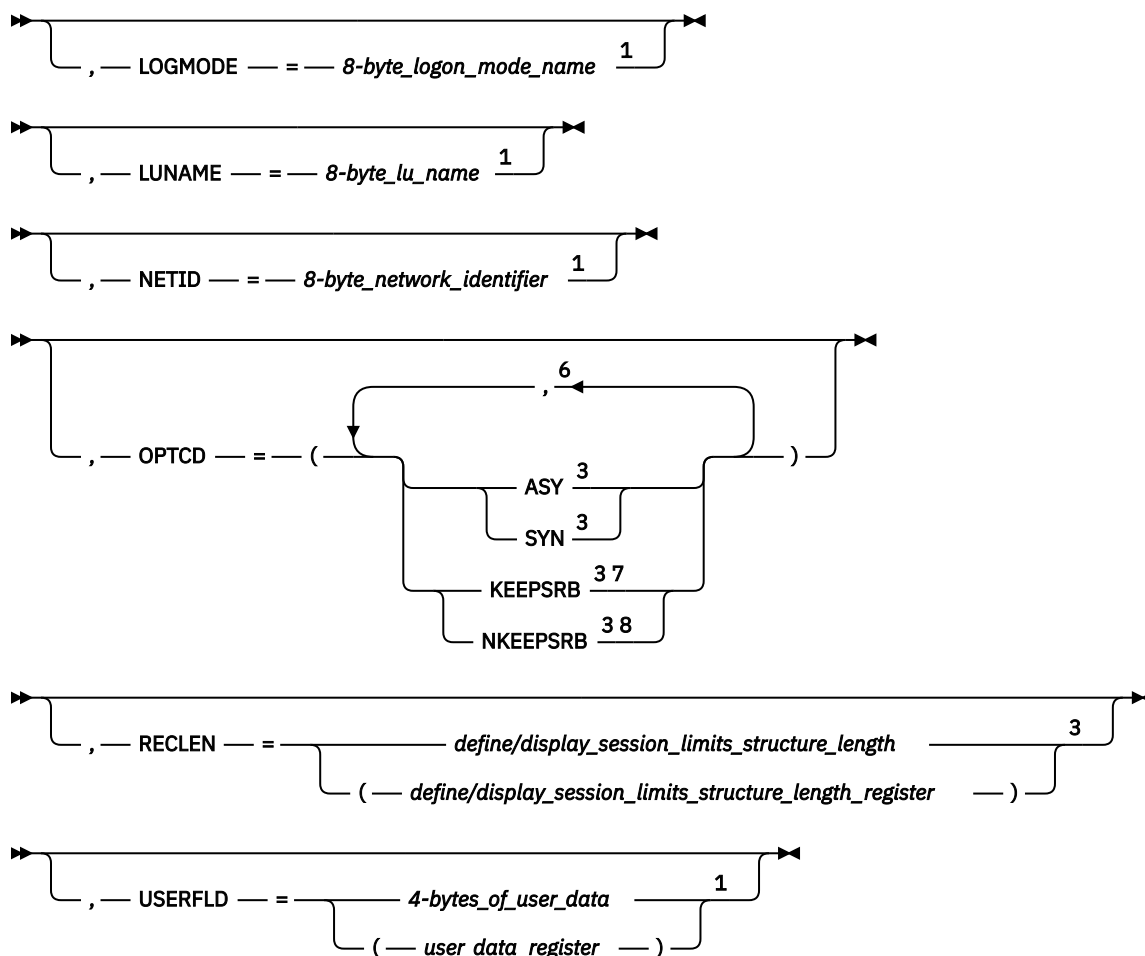 , LOGMODE = 8-byte_logon_mode_name 1
, LUNAME = 8-byte_lu_name 1
, NETID = 8-byte_network_identifier 1
, 6
, OPTCD = ( )
ASY 3
SYN 3
KEEPSRB 3 7
NKEEPSRB 3 8
, RECLEN = define/display_session_limits_structure_length 3
( define/display_session_limits_structure_length_register )
, USERFLD = 4-bytes_of_user_data 1
( user_data_register )